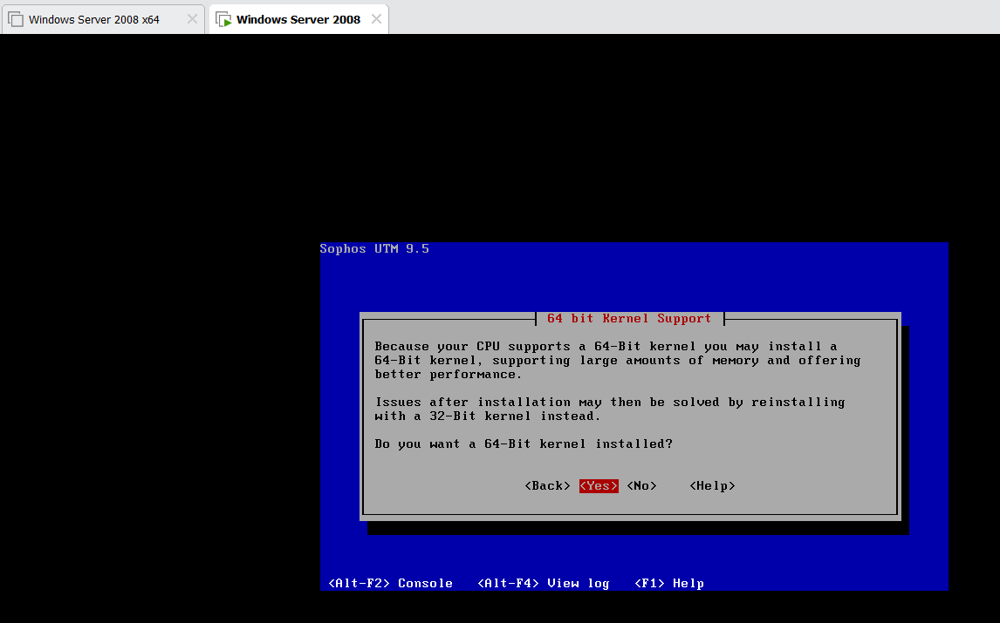 Windows Server 2008 x64
Windows Server 2008
Sophos UTM 9.5
64 bit Kernel Support
Because your CPU supports a 64-Bit kernel you may install a
64-Bit kernel, supporting large amounts of memory and offering
better performance.
Issues after installation may then be solved by reinstalling
with a 32-Bit kernel instead.
Do you want a 64-Bit kernel installed?
<Back> <Yes> <No> <Help>
<Alt-F2> Console <Alt-F4> View log <F1> Help